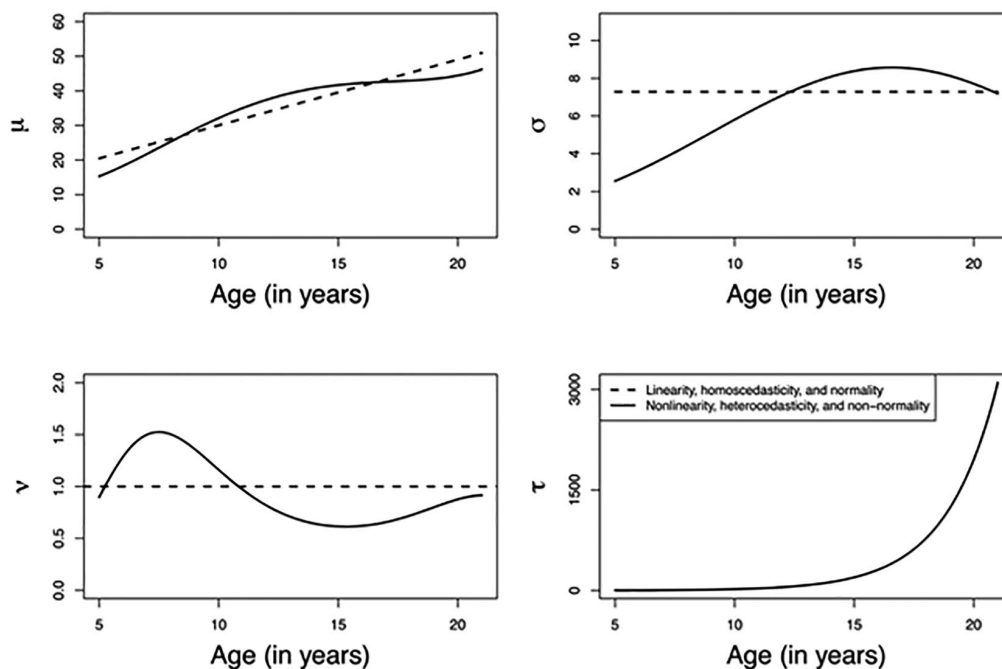 60
50
40
30
20
10
0
μ
5 10 15 20
Age (in years)
10
8
6
4
2
0
σ
5 10 15 20
Age (in years)
2.0
1.5
1.0
0.5
0.0
ν
5 10 15 20
Age (in years)
Linearity, homoscedasticity, and normality
Nonlinearity, heterocedasticity, and non-normality
3000
1500
0
τ
5 10 15 20
Age (in years)